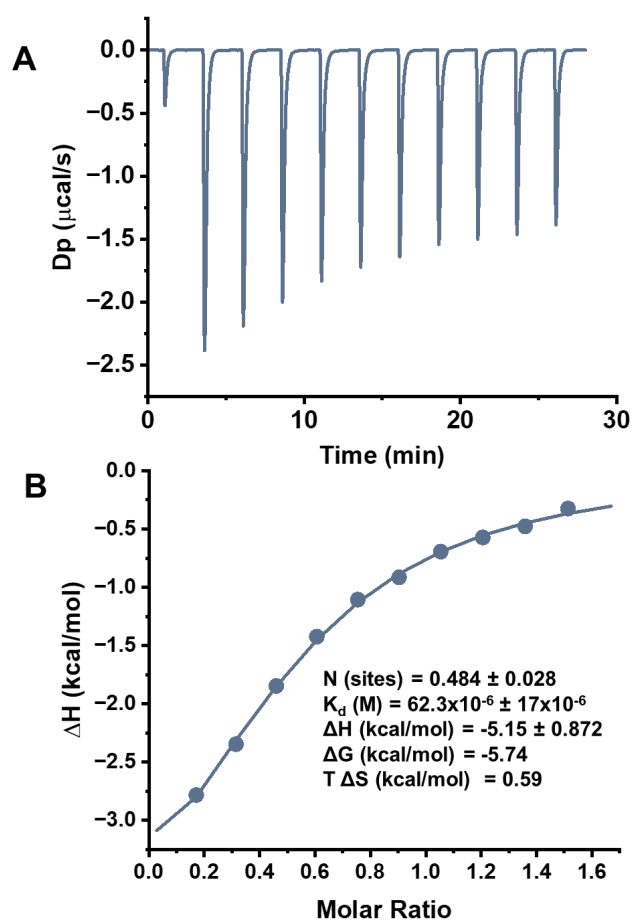 A
0.0
−0.5
−1.0
−1.5
−2.0
−2.5
Dp (μcal/s)
0 10 20 30
Time (min)
B
0.0
−0.5
−1.0
−1.5
−2.0
−2.5
−3.0
ΔH (kcal/mol)
N (sites) = 0.484 ± 0.028
Kd (M) = 62.3x10⁻⁶ ± 17x10⁻⁶
ΔH (kcal/mol) = -5.15 ± 0.872
ΔG (kcal/mol) = -5.74
T ΔS (kcal/mol) = 0.59
0.0 0.2 0.4 0.6 0.8 1.0 1.2 1.4 1.6
Molar Ratio